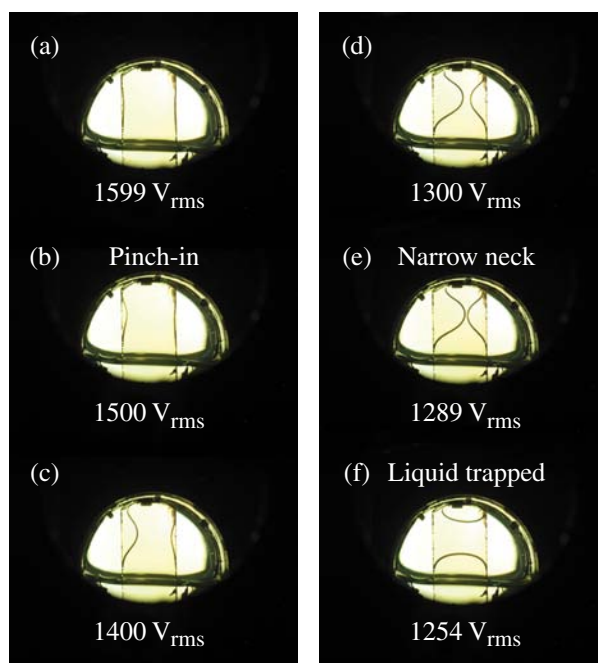 (a)
1599 Vrms
(b) Pinch-in
1500 Vrms
(c)
1400 Vrms
(d)
1300 Vrms
(e) Narrow neck
1289 Vrms
(f) Liquid trapped
1254 Vrms